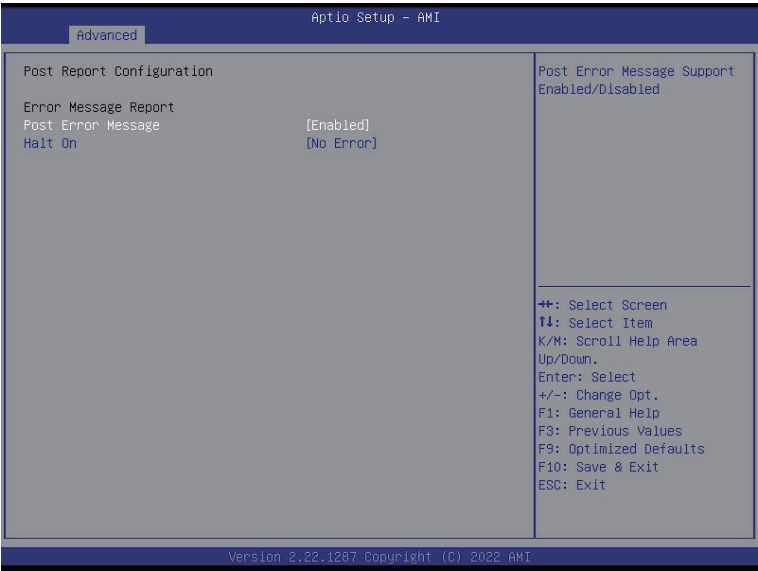 Aptio Setup – AMI
Advanced
Post Report Configuration
Error Message Report
Post Error Message [Enabled]
Halt On [No Error]
Post Error Message Support
Enabled/Disabled
→←: Select Screen
↑↓: Select Item
K/M: Scroll Help Area
Up/Down.
Enter: Select
+/-: Change Opt.
F1: General Help
F3: Previous Values
F9: Optimized Defaults
F10: Save & Exit
ESC: Exit
Version 2.22.1287 Copyright (C) 2022 AMI